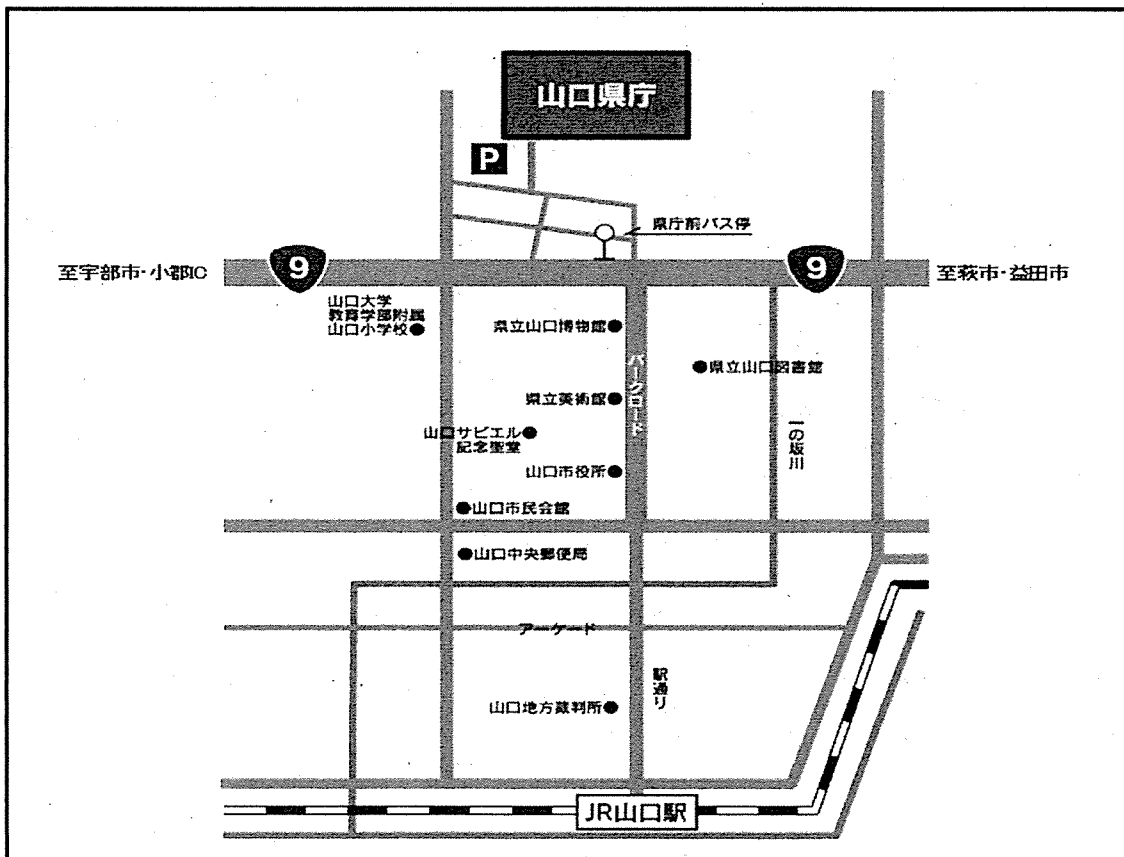 山口県庁
P
県庁前バス停
9
9
至宇部市・小郡IC
至萩市・益田市
山口大学
教育学部附属
山口小学校
県立山口博物館
パークロード
県立山口図書館
県立美術館
山口サビエル
記念聖堂
一の坂川
山口市役所
山口市民会館
山口中央郵便局
アーケード
駅通り
山口地方裁判所
JR山口駅